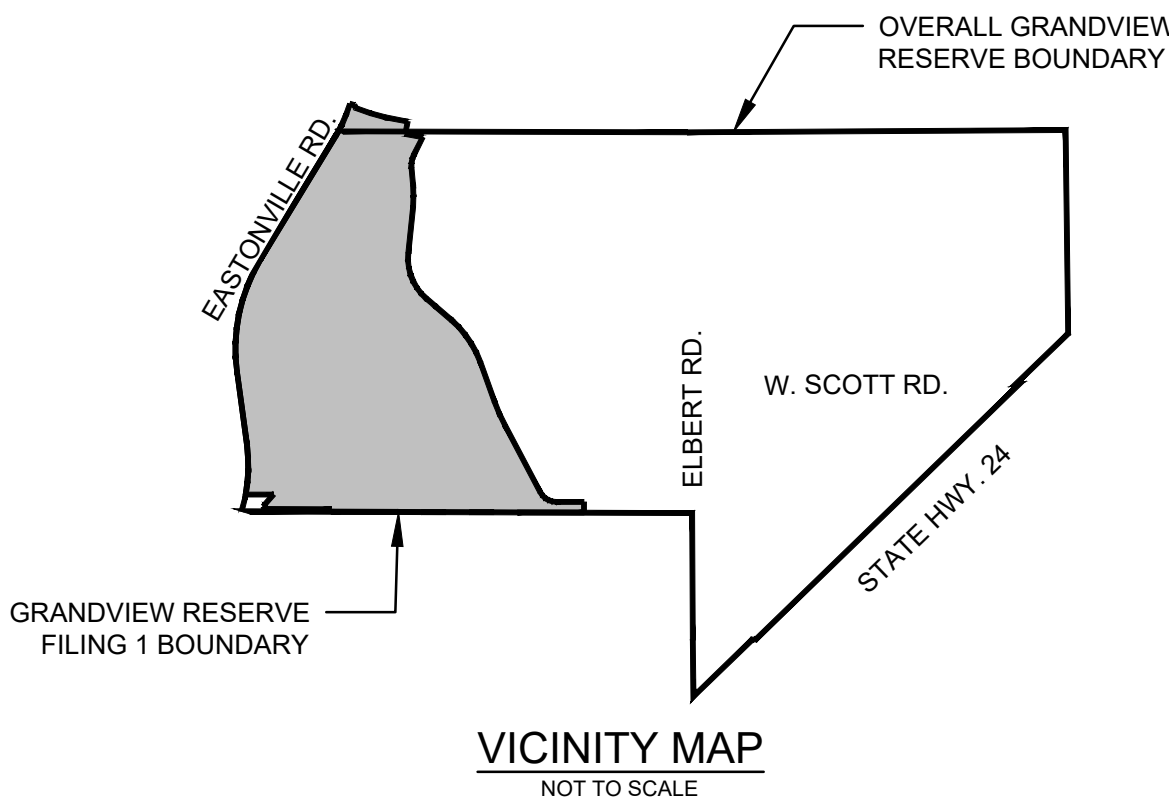 OVERALL GRANDVIEW
RESERVE BOUNDARY
EASTONVILLE RD.
ELBERT RD.
W. SCOTT RD.
STATE HWY. 24
GRANDVIEW RESERVE
FILING 1 BOUNDARY
VICINITY MAP
NOT TO SCALE